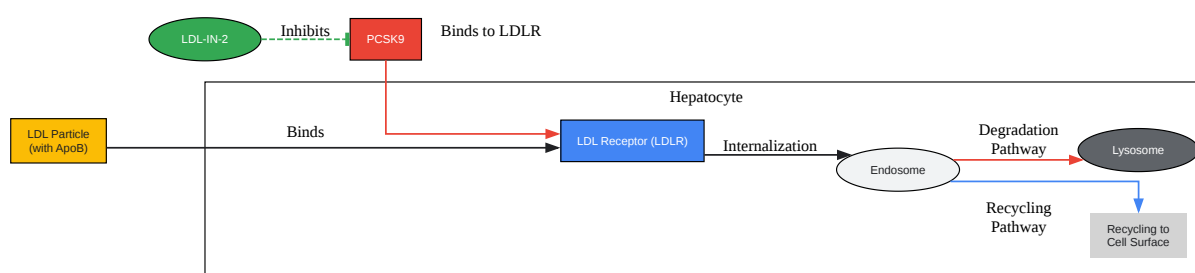 LDL-IN-2
Inhibits
PCSK9
Binds to LDLR
Hepatocyte
LDL Particle
(with ApoB)
Binds
LDL Receptor (LDLR)
Internalization
Endosome
Degradation
Pathway
Lysosome
Recycling
Pathway
Recycling to
Cell Surface